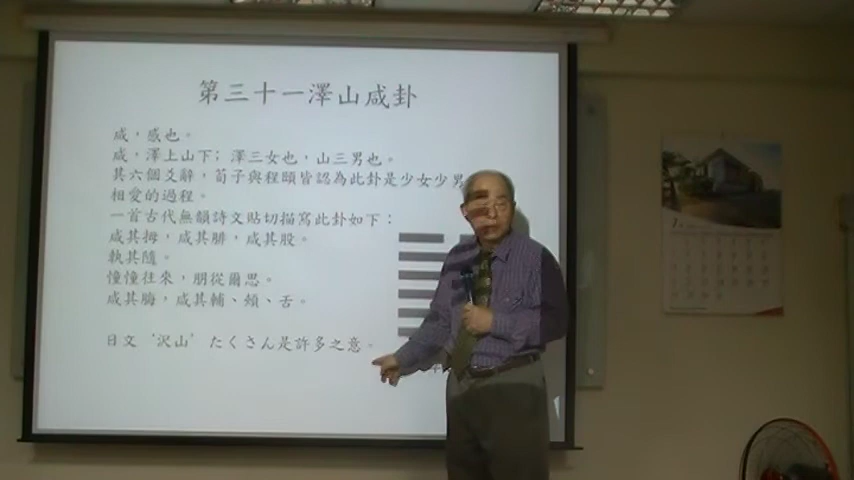 第三十一澤山咸卦
咸，感也。
咸，澤上山下；澤三女也，山三男也。
其六個爻辭，荀子與程頤皆認為此卦是少女少男
相愛的過程。
一首古代無韻詩文貼切描寫此卦如下：
咸其拇，咸其腓，咸其股。
執其隨。
憧憧往來，朋從爾思。
咸其脢，咸其輔、頰、舌。
日文‘沢山’たくさん是許多之意。